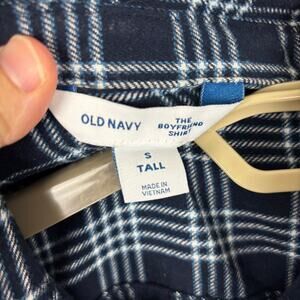 OLD NAVY
THE
BOYFRIEND
SHIRT
S
TALL
MADE IN
VIETNAM